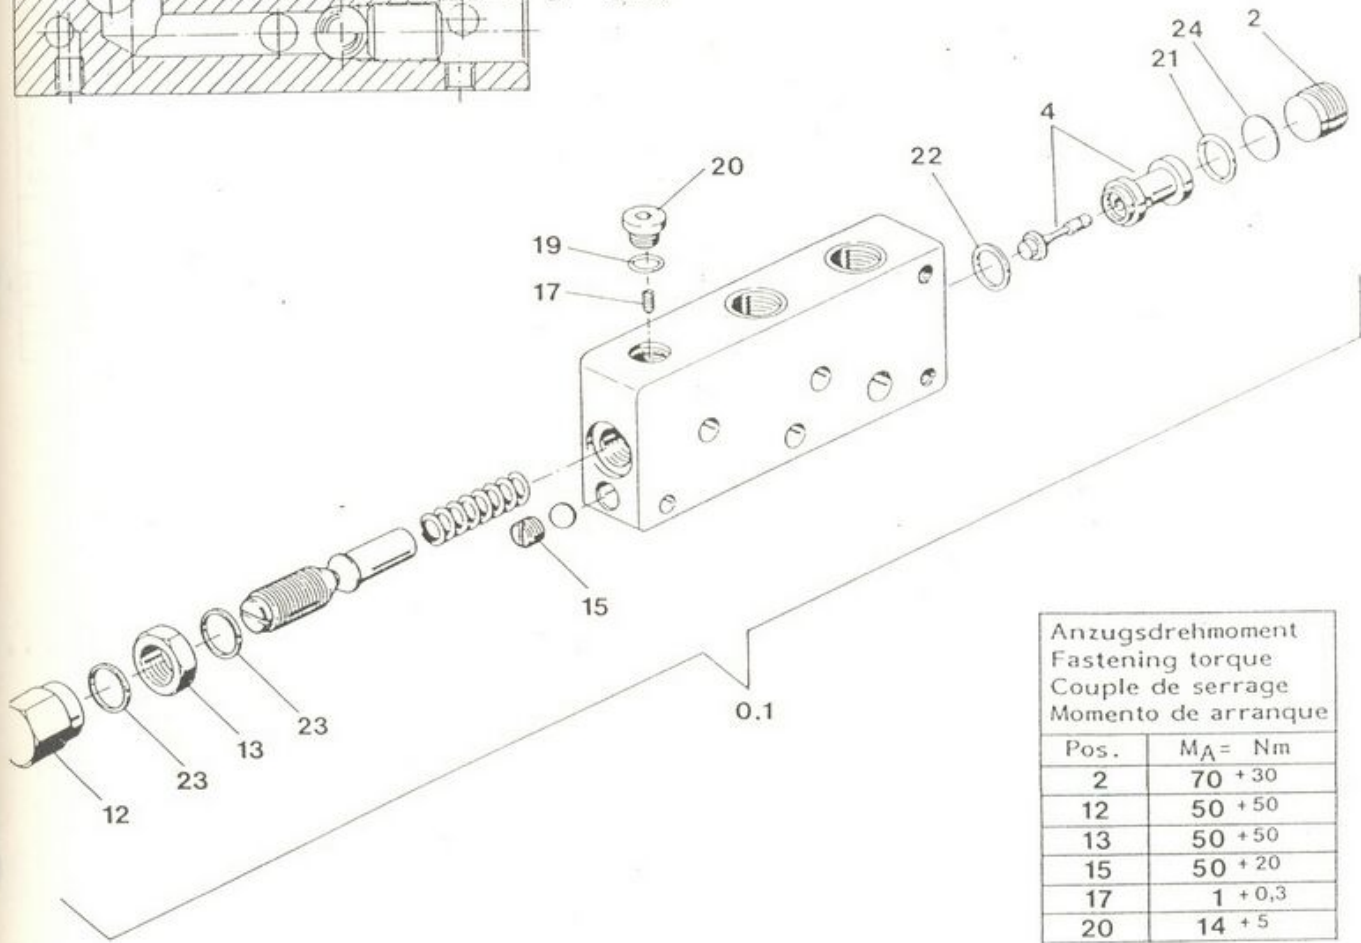 2
24
21
4
22
20
19
17
15
0.1
23
13
23
12
Anzugsdrehmoment
Fastening torque
Couple de serrage
Momento de arranque
Pos. MA= Nm
2 70 +30
12 50 +50
13 50 +50
15 50 +20
17 1 +0,3
20 14 +5